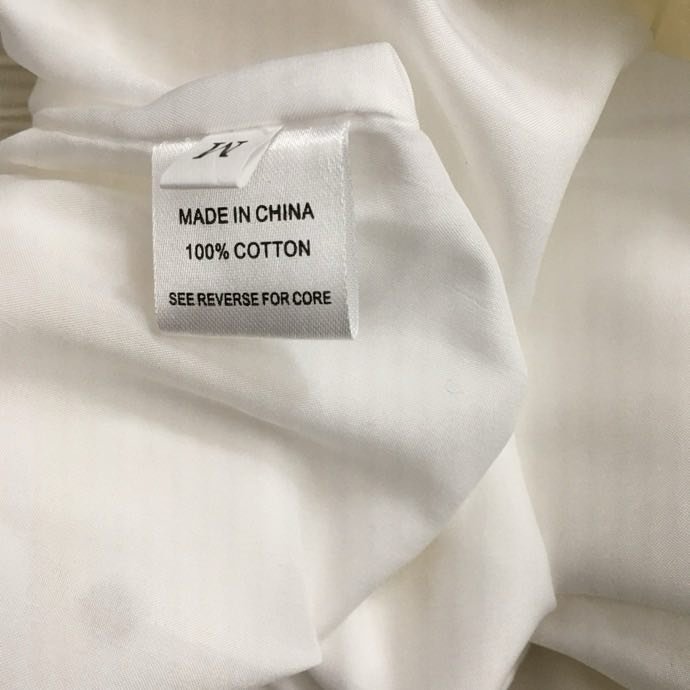 M
MADE IN CHINA
100% COTTON
SEE REVERSE FOR CORE